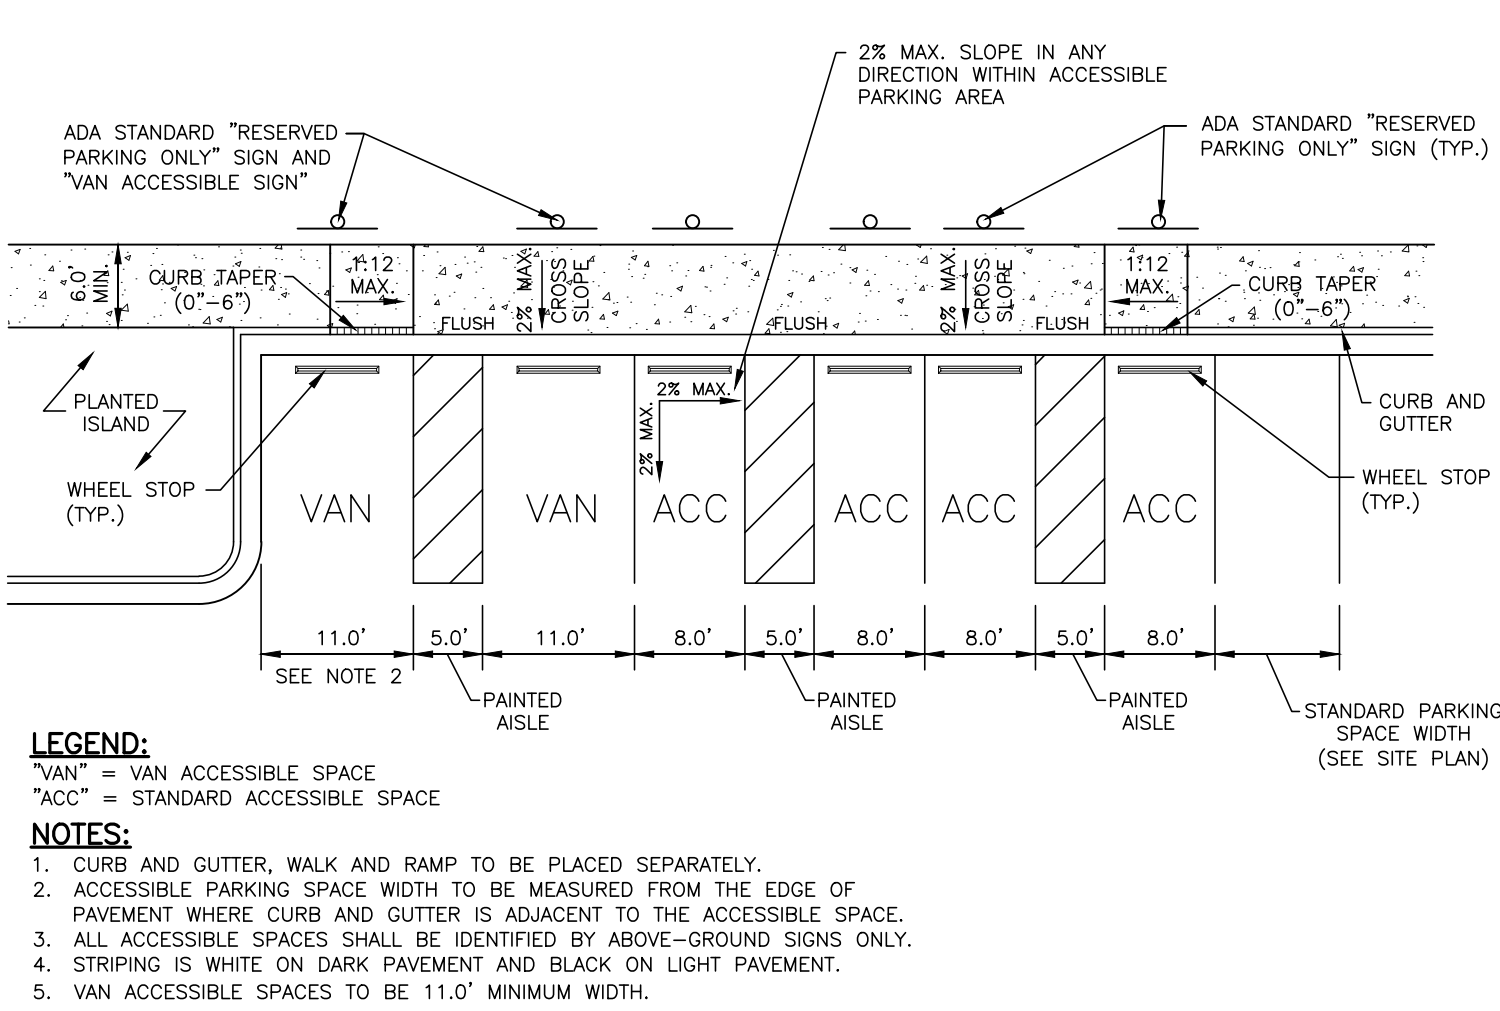 2% MAX. SLOPE IN ANY
DIRECTION WITHIN ACCESSIBLE
PARKING AREA
ADA STANDARD "RESERVED
PARKING ONLY" SIGN AND
"VAN ACCESSIBLE SIGN"
ADA STANDARD "RESERVED
PARKING ONLY" SIGN (TYP.)
6.0'
MIN.
CURB TAPER
(0"-6")
1:12
MAX.
FLUSH
2% MAX.
CROSS
SLOPE
FLUSH
2% MAX.
CROSS
SLOPE
FLUSH
1:12
MAX.
CURB TAPER
(0"-6")
PLANTED
ISLAND
2% MAX.
2% MAX.
CURB AND
GUTTER
WHEEL STOP
(TYP.)
WHEEL STOP
(TYP.)
VAN
VAN
ACC
ACC
ACC
ACC
11.0'
5.0'
11.0'
8.0'
5.0'
8.0'
8.0'
5.0'
8.0'
SEE NOTE 2
PAINTED
AISLE
PAINTED
AISLE
PAINTED
AISLE
STANDARD PARKING
SPACE WIDTH
(SEE SITE PLAN)
LEGEND:
"VAN" = VAN ACCESSIBLE SPACE
"ACC" = STANDARD ACCESSIBLE SPACE
NOTES:
1. CURB AND GUTTER, WALK AND RAMP TO BE PLACED SEPARATELY.
2. ACCESSIBLE PARKING SPACE WIDTH TO BE MEASURED FROM THE EDGE OF
PAVEMENT WHERE CURB AND GUTTER IS ADJACENT TO THE ACCESSIBLE SPACE.
3. ALL ACCESSIBLE SPACES SHALL BE IDENTIFIED BY ABOVE-GROUND SIGNS ONLY.
4. STRIPING IS WHITE ON DARK PAVEMENT AND BLACK ON LIGHT PAVEMENT.
5. VAN ACCESSIBLE SPACES TO BE 11.0' MINIMUM WIDTH.